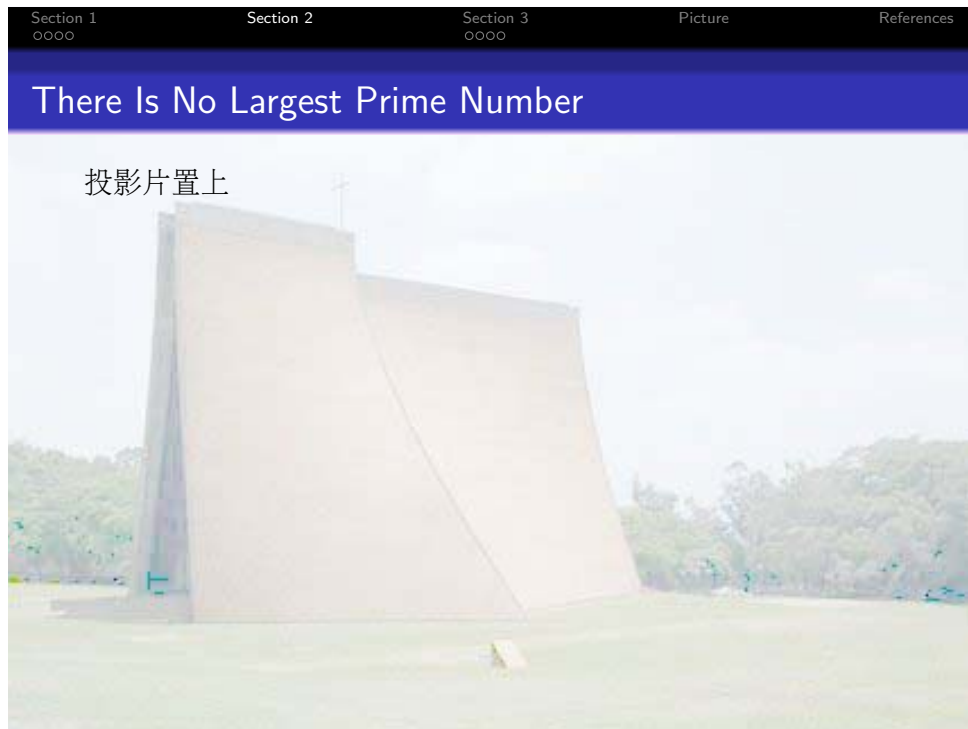 Section 1 Section 2 Section 3 Picture References
There Is No Largest Prime Number
投影片置上